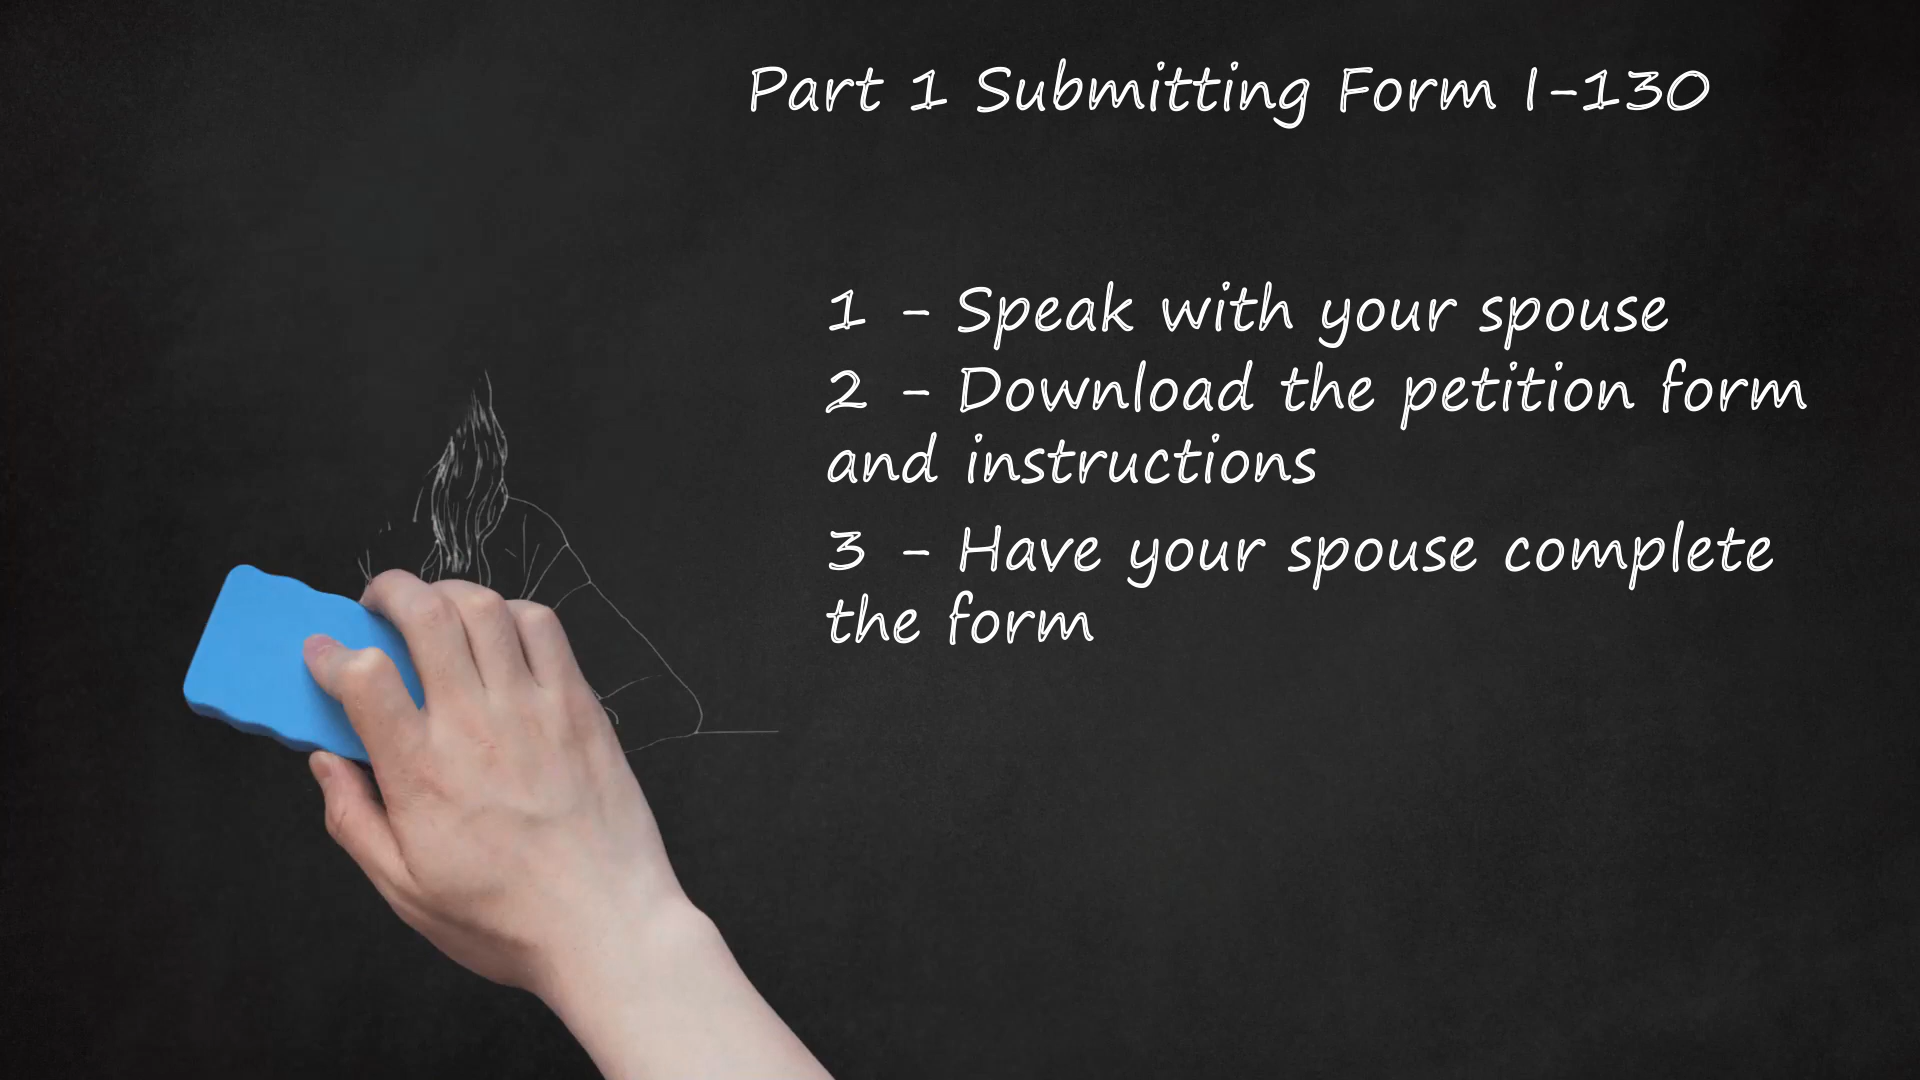 Part 1 Submitting Form I-130
1 - Speak with your spouse
2 - Download the petition form
and instructions
3 - Have your spouse complete
the form